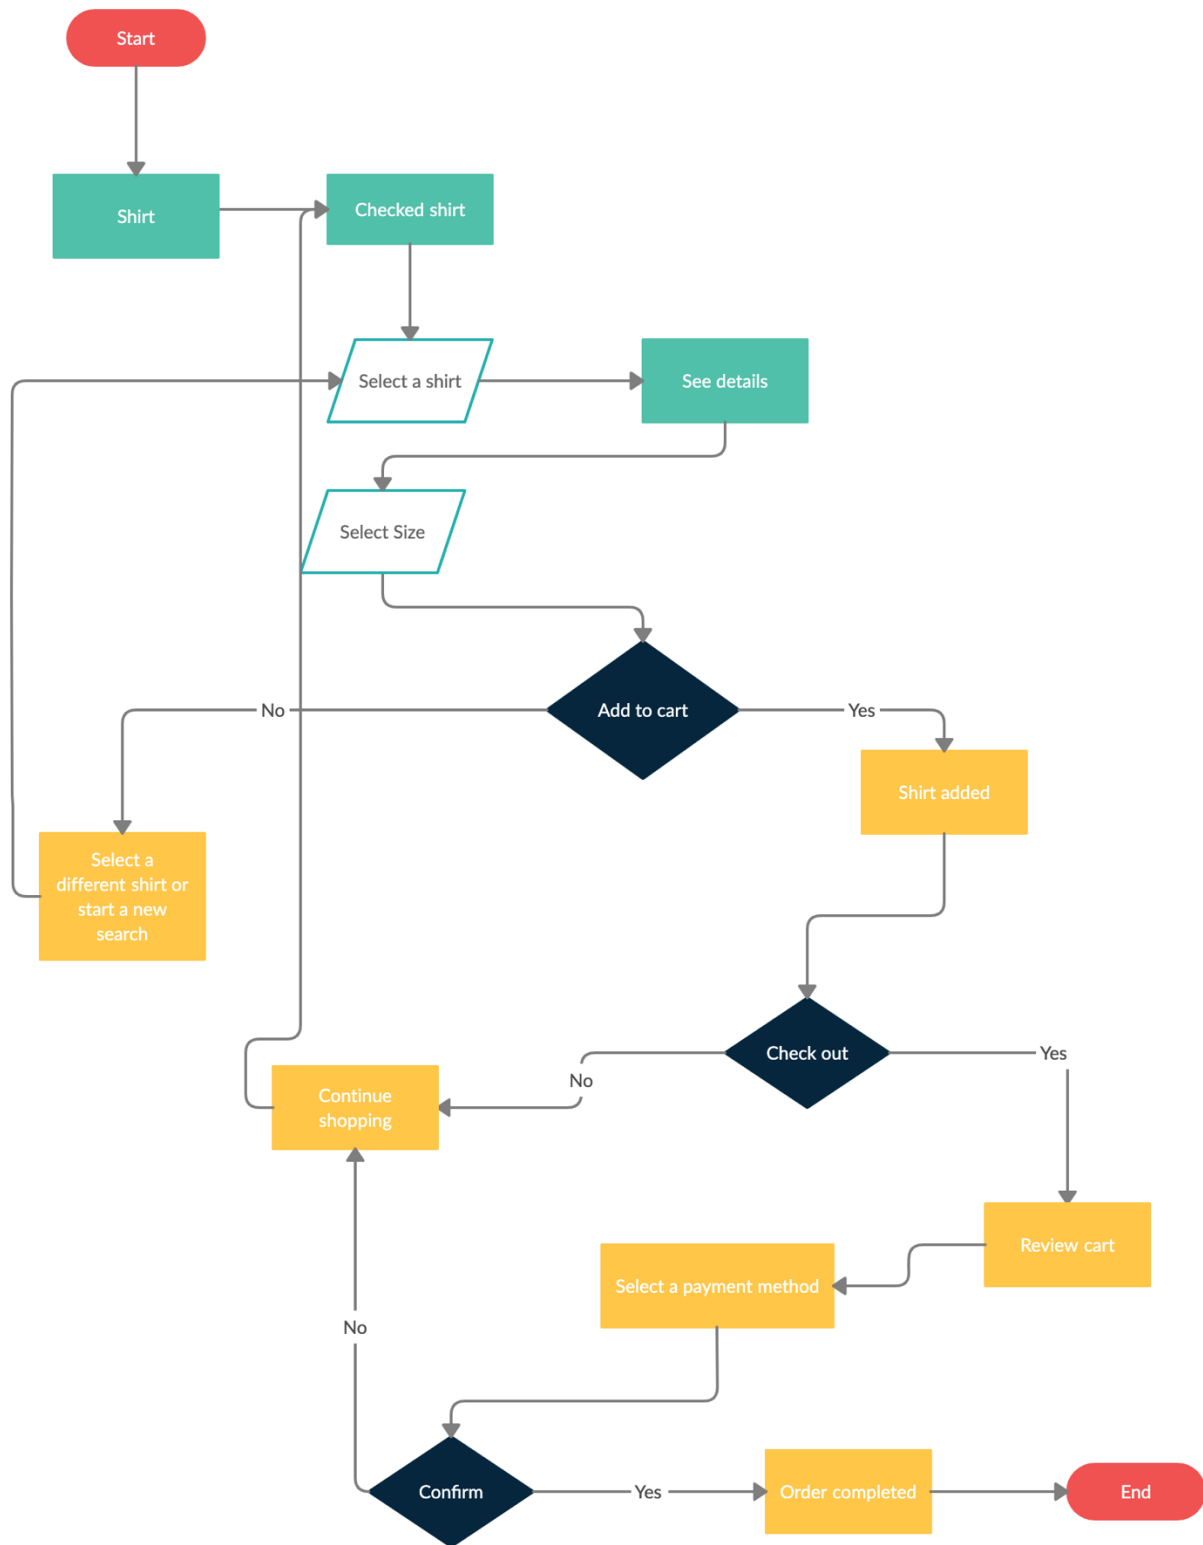 Start
Shirt
Checked shirt
Select a shirt
See details
Select Size
Add to cart
No
Yes
Shirt added
Select a
different shirt or
start a new
search
Check out
No
Yes
Continue
shopping
Review cart
Select a payment method
No
Confirm
Yes
Order completed
End